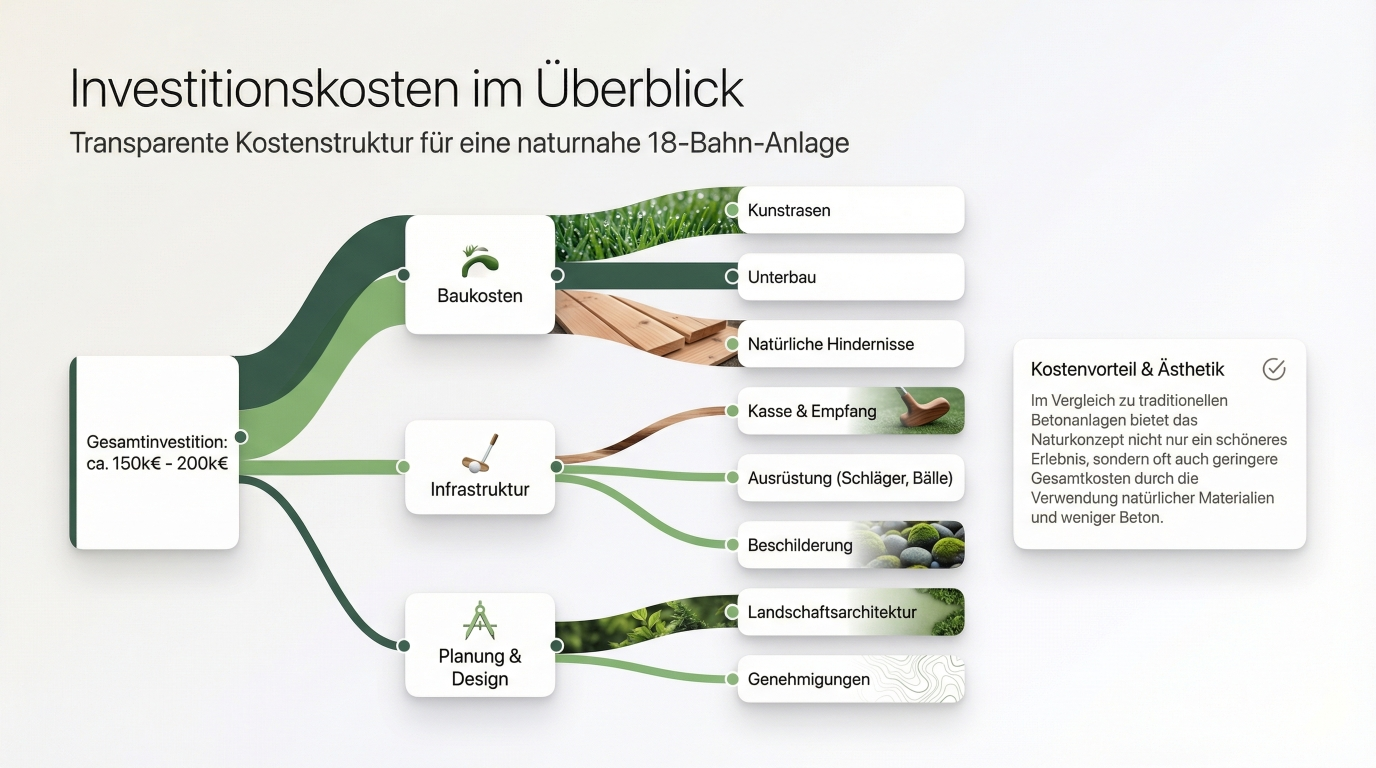 Investitionskosten im Überblick
Transparente Kostenstruktur für eine naturnahe 18-Bahn-Anlage
Gesamtinvestition:
ca. 150k€ - 200k€
Baukosten
Infrastruktur
Planung &
Design
Kunstrasen
Unterbau
Natürliche Hindernisse
Kasse & Empfang
Ausrüstung (Schläger, Bälle)
Beschilderung
Landschaftsarchitektur
Genehmigungen
Kostenvorteil & Ästhetik
Im Vergleich zu traditionellen
Betonanlagen bietet das
Naturkonzept nicht nur ein schöneres
Erlebnis, sondern oft auch geringere
Gesamtkosten durch die
Verwendung natürlicher Materialien
und weniger Beton.